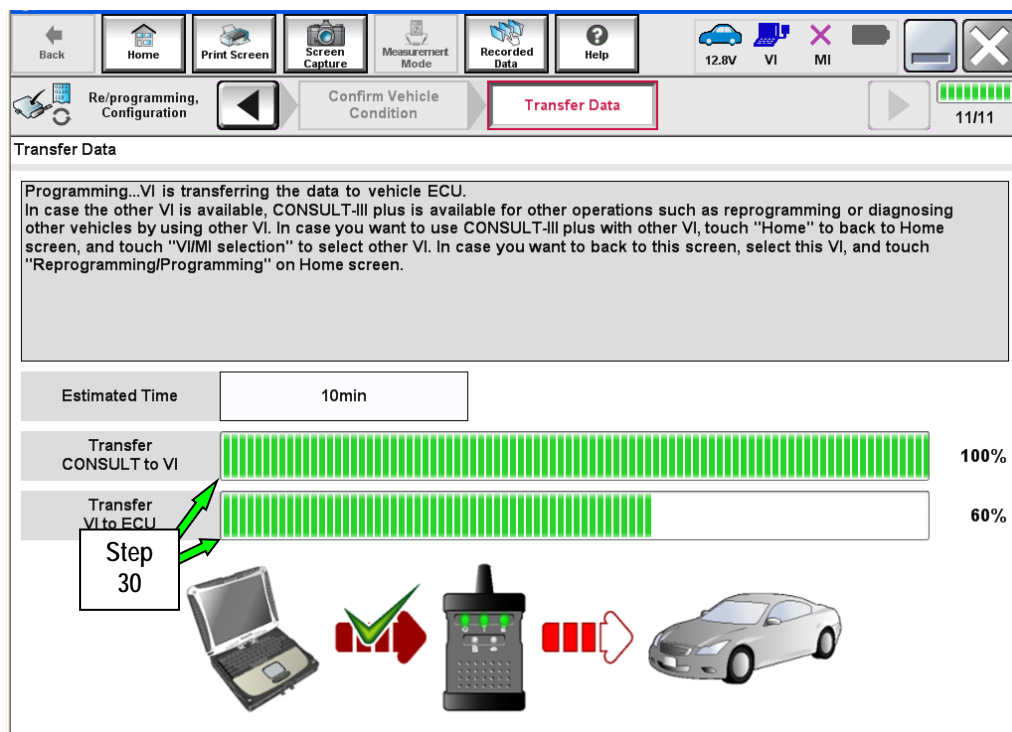 Back
Home
Print Screen
Screen
Capture
Measurement
Mode
Recorded
Data
Help
12.8V
VI
MI
Re/programming,
Configuration
Confirm Vehicle
Condition
Transfer Data
11/11
Transfer Data
Programming...VI is transferring the data to vehicle ECU.
In case the other VI is available, CONSULT-III plus is available for other operations such as reprogramming or diagnosing
other vehicles by using other VI. In case you want to use CONSULT-III plus with other VI, touch "Home" to back to Home
screen, and touch "VI/MI selection" to select other VI. In case you want to back to this screen, select this VI, and touch
"Reprogramming/Programming" on Home screen.
Estimated Time
10min
Transfer
CONSULT to VI
100%
Transfer
VI to ECU
60%
Step
30